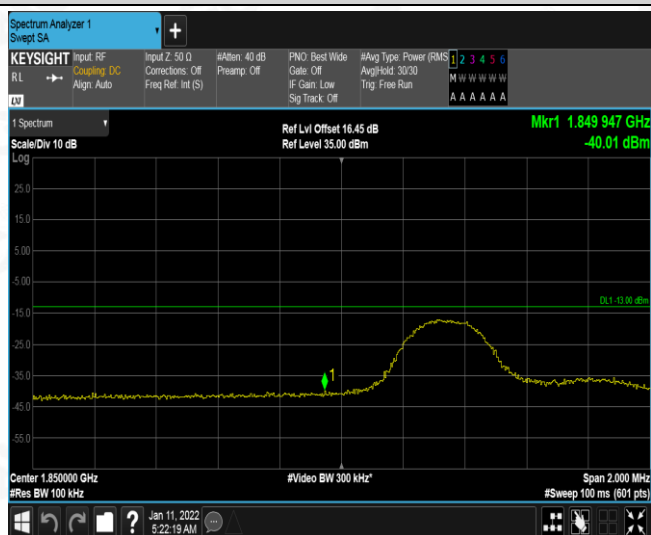 Spectrum Analyzer 1
Swept SA
+
KEYSIGHT
RL
Input: RF
Coupling: DC
Align: Auto
Input Z: 50 Ω
Corrections: Off
Freq Ref: Int (S)
#Atten: 40 dB
Preamp: Off
PNO: Best Wide
Gate: Off
IF Gain: Low
Sig Track: Off
#Avg Type: Power (RMS
Avg|Hold: 30/30
Trig: Free Run
1 2 3 4 5 6
M W W W W W
A A A A A A
LXI
1 Spectrum
Scale/Div 10 dB
Ref Lvl Offset 16.45 dB
Ref Level 35.00 dBm
Mkr1 1.849 947 GHz
-40.01 dBm
Log
25.0
15.0
5.00
-5.00
DL1 -13.00 dBm
-15.0
-25.0
-35.0
1
-45.0
-55.0
Center 1.850000 GHz
#Res BW 100 kHz
#Video BW 300 kHz*
Span 2.000 MHz
#Sweep 100 ms (601 pts)
?
Jan 11, 2022
5:22:19 AM